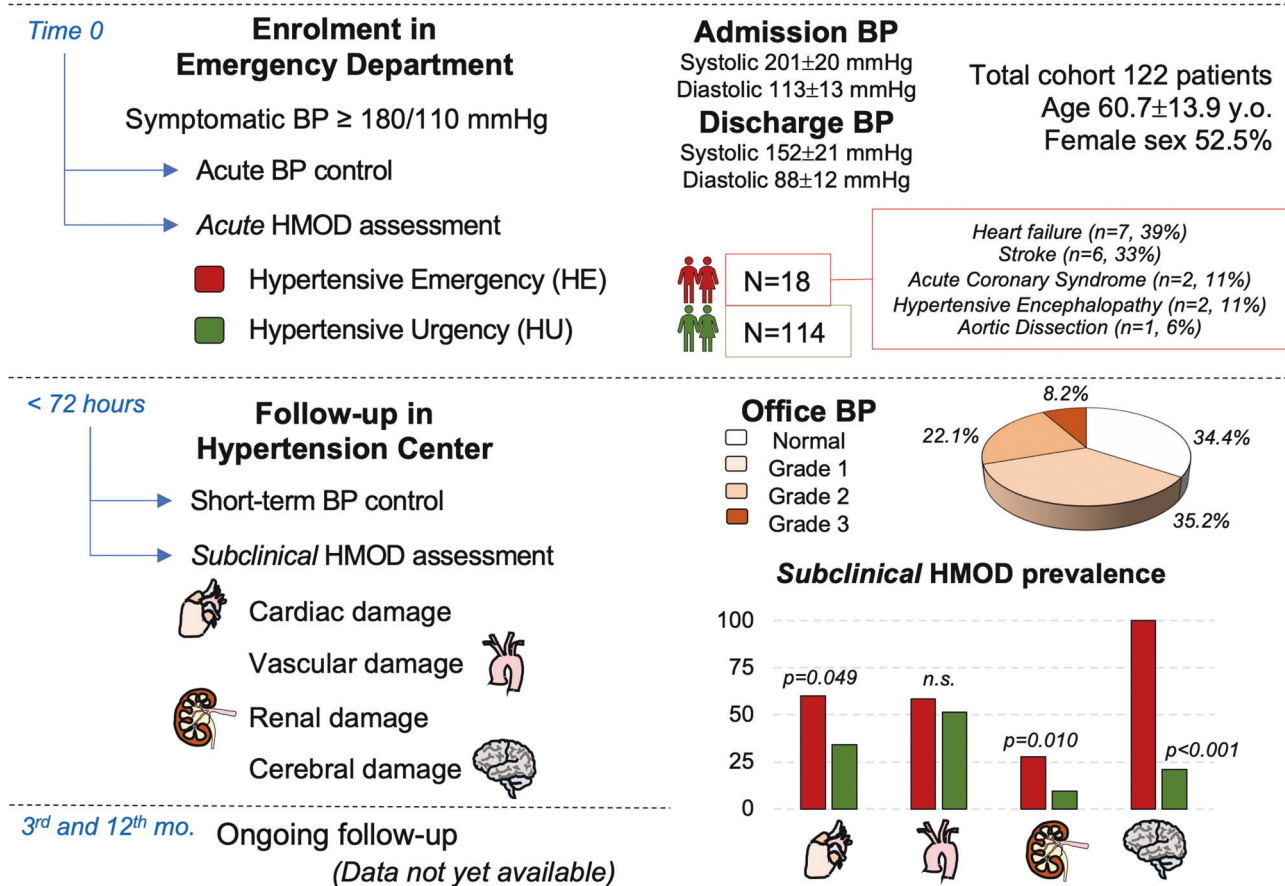 Time 0
Enrolment in
Emergency Department
Symptomatic BP ≥ 180/110 mmHg
Acute BP control
Acute HMOD assessment
Hypertensive Emergency (HE)
Hypertensive Urgency (HU)
Admission BP
Systolic 201±20 mmHg
Diastolic 113±13 mmHg
Discharge BP
Systolic 152±21 mmHg
Diastolic 88±12 mmHg
Total cohort 122 patients
Age 60.7±13.9 y.o.
Female sex 52.5%
N=18
N=114
Heart failure (n=7, 39%)
Stroke (n=6, 33%)
Acute Coronary Syndrome (n=2, 11%)
Hypertensive Encephalopathy (n=2, 11%)
Aortic Dissection (n=1, 6%)
< 72 hours
Follow-up in
Hypertension Center
Short-term BP control
Subclinical HMOD assessment
Cardiac damage
Vascular damage
Renal damage
Cerebral damage
Office BP
Normal
Grade 1
Grade 2
Grade 3
8.2%
22.1%
34.4%
35.2%
Subclinical HMOD prevalence
100
75
50
25
0
p=0.049
n.s.
p=0.010
p<0.001
3rd and 12th mo.
Ongoing follow-up
(Data not yet available)